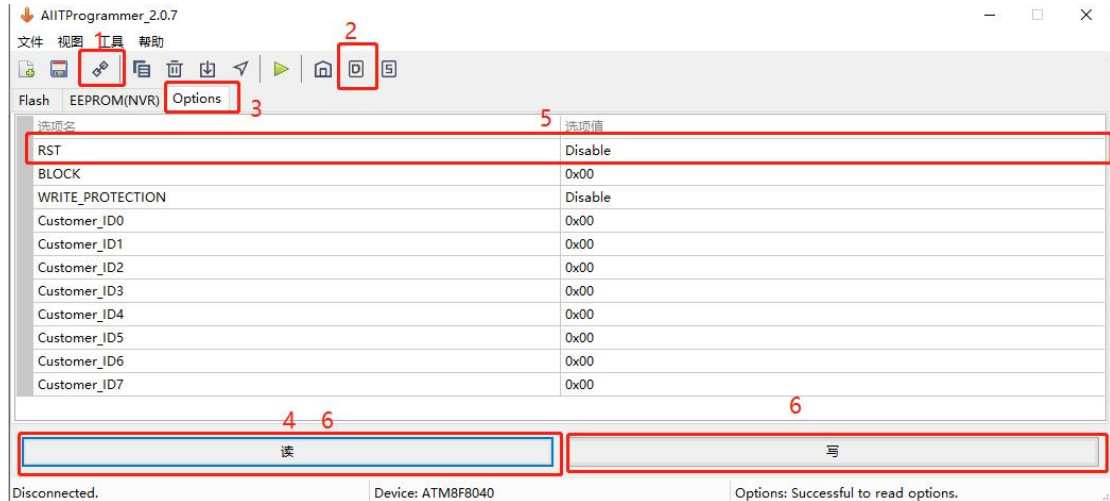 AIITProgrammer_2.0.7
文件 视图 工具 帮助
1
2
D S
Flash EEPROM(NVR) Options
3
5
选项名 选项值
RST Disable
BLOCK 0x00
WRITE_PROTECTION Disable
Customer_ID0 0x00
Customer_ID1 0x00
Customer_ID2 0x00
Customer_ID3 0x00
Customer_ID4 0x00
Customer_ID5 0x00
Customer_ID6 0x00
Customer_ID7 0x00
4 6 6
读 写
Disconnected. Device: ATM8F8040 Options: Successful to read options.